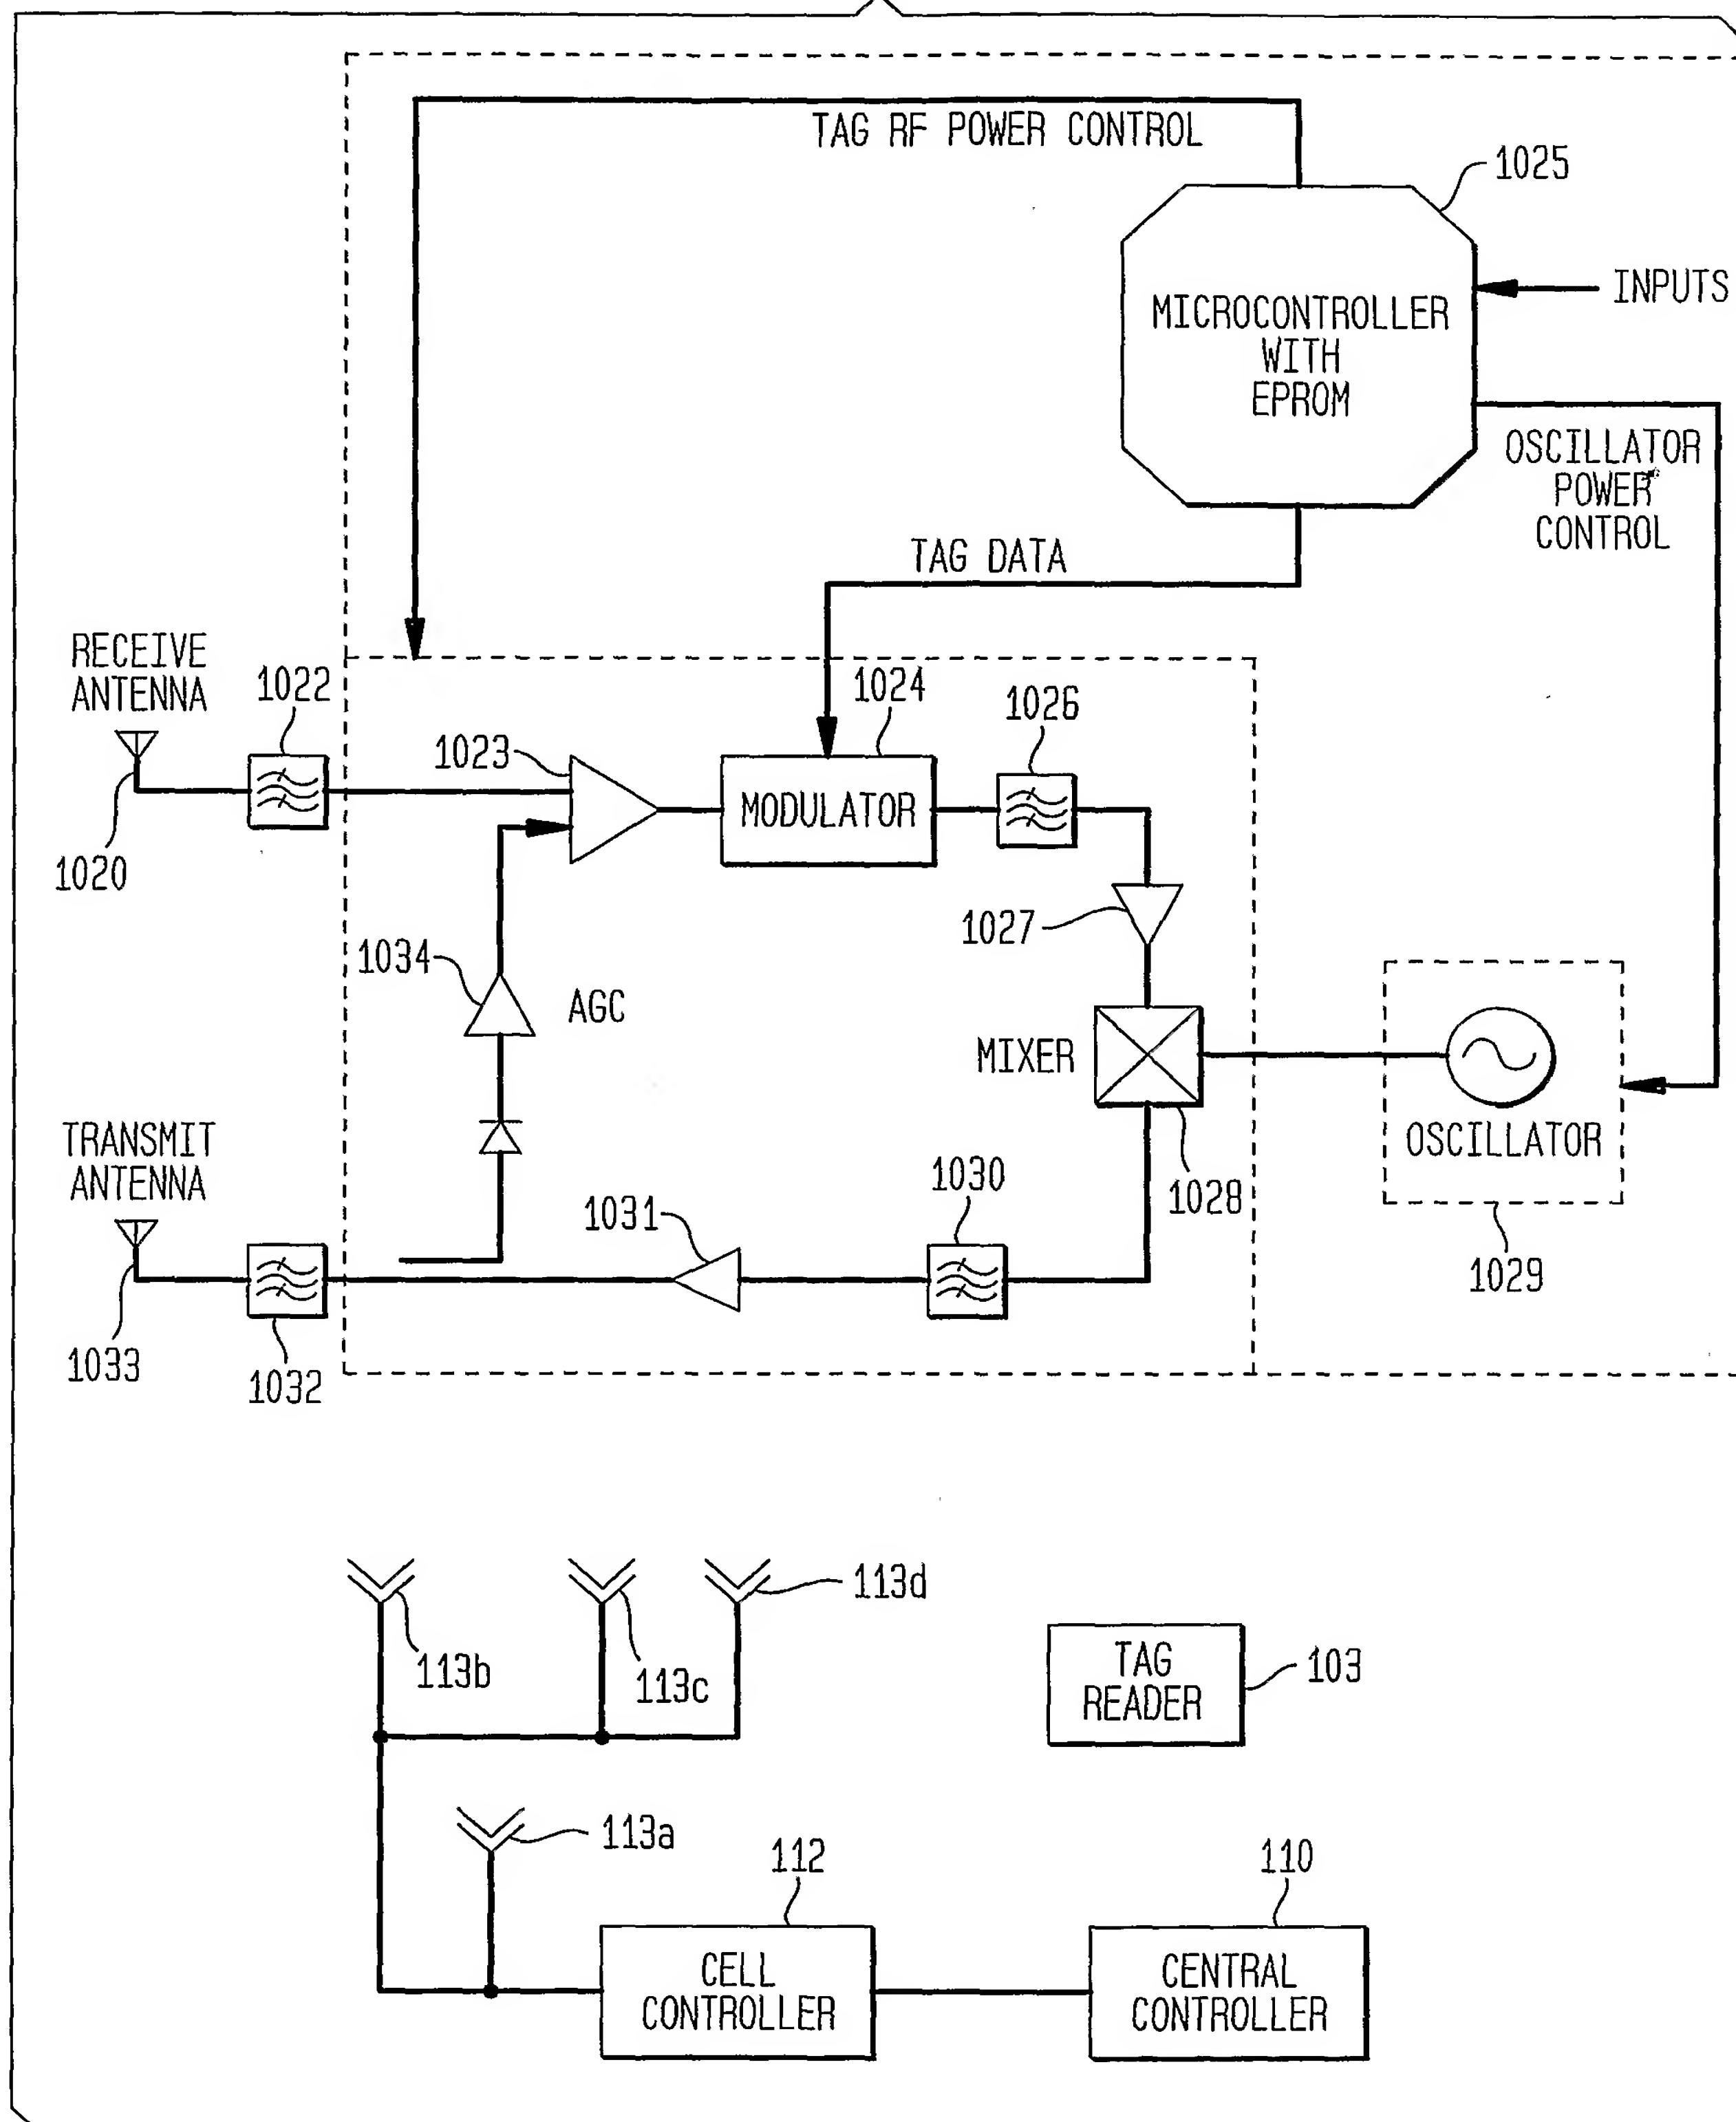 TAG RF POWER CONTROL
1025
INPUTS
MICROCONTROLLER
WITH
EPROM
OSCILLATOR
POWER
CONTROL
TAG DATA
RECEIVE
ANTENNA
1022
1024
1026
1023
MODULATOR
1020
1027
1034
AGC
MIXER
OSCILLATOR
TRANSMIT
ANTENNA
1030
1028
1031
1029
1033
1032
113d
113b
113c
TAG
READER
103
113a
112
110
CELL
CONTROLLER
CENTRAL
CONTROLLER